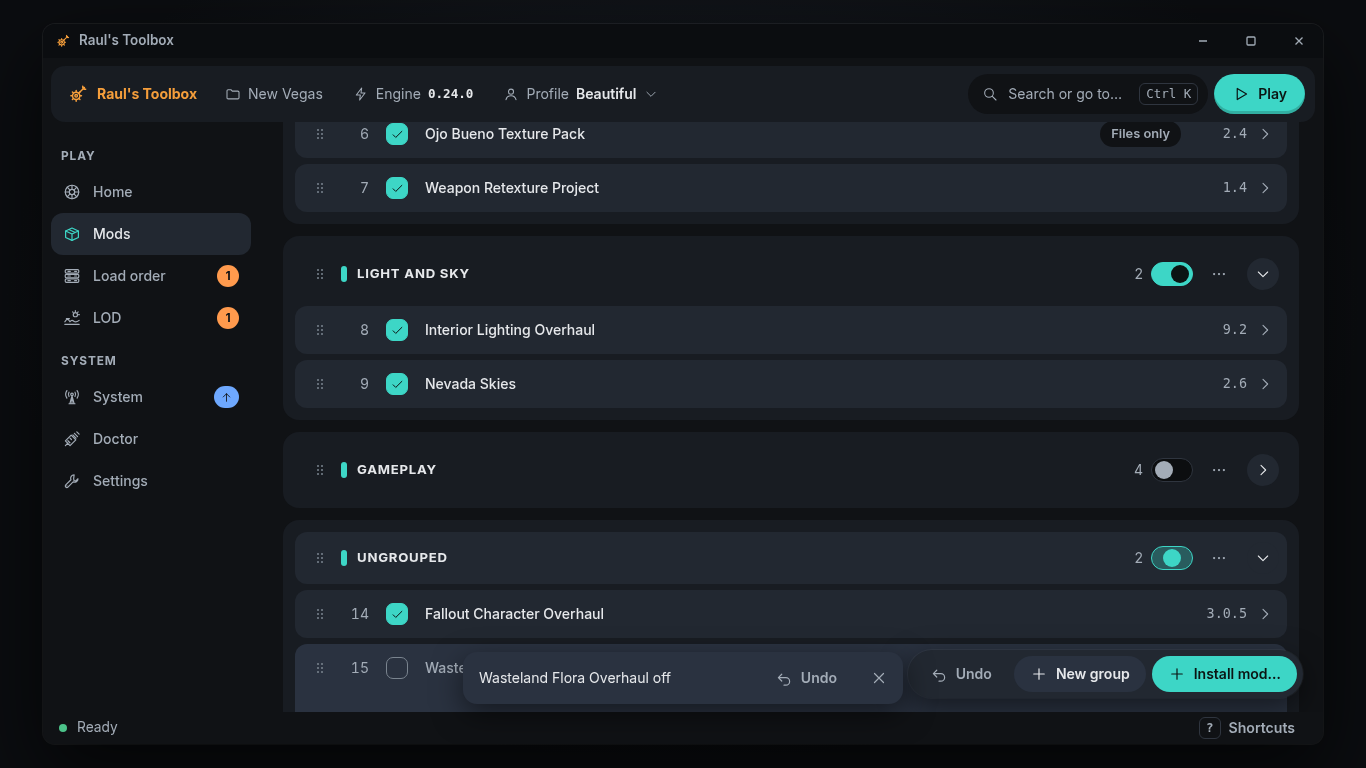 Raul's Toolbox
Raul's Toolbox
New Vegas
Engine 0.24.0
Profile Beautiful
Search or go to...
Ctrl K
Play
PLAY
Home
Mods
Load order 1
LOD 1
SYSTEM
System
Doctor
Settings
6 Ojo Bueno Texture Pack Files only 2.4
7 Weapon Retexture Project 1.4
LIGHT AND SKY 2
8 Interior Lighting Overhaul 9.2
9 Nevada Skies 2.6
GAMEPLAY 4
UNGROUPED 2
14 Fallout Character Overhaul 3.0.5
15 Waste
Wasteland Flora Overhaul off Undo
Undo
New group
Install mod...
Ready
? Shortcuts